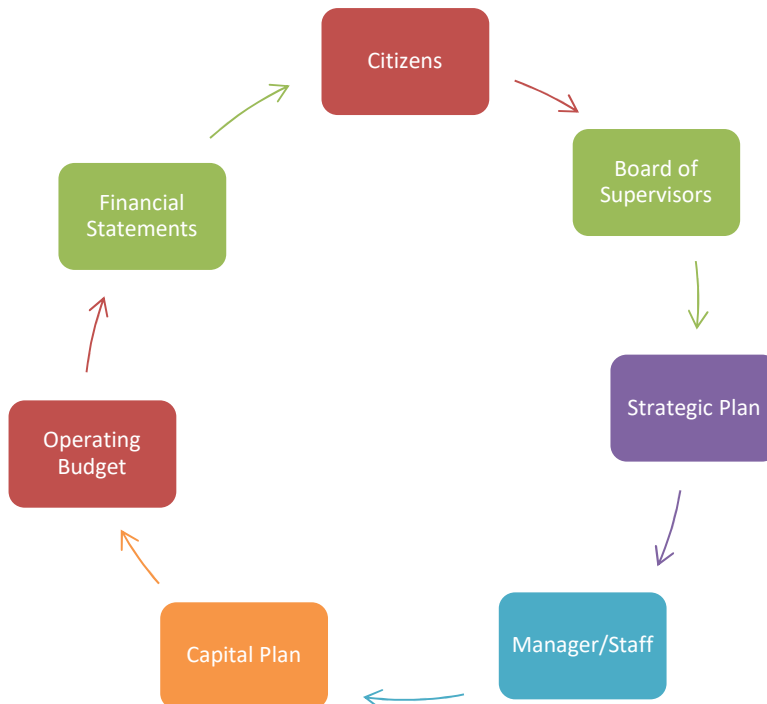 Citizens
Board of
Supervisors
Strategic Plan
Manager/Staff
Capital Plan
Operating
Budget
Financial
Statements